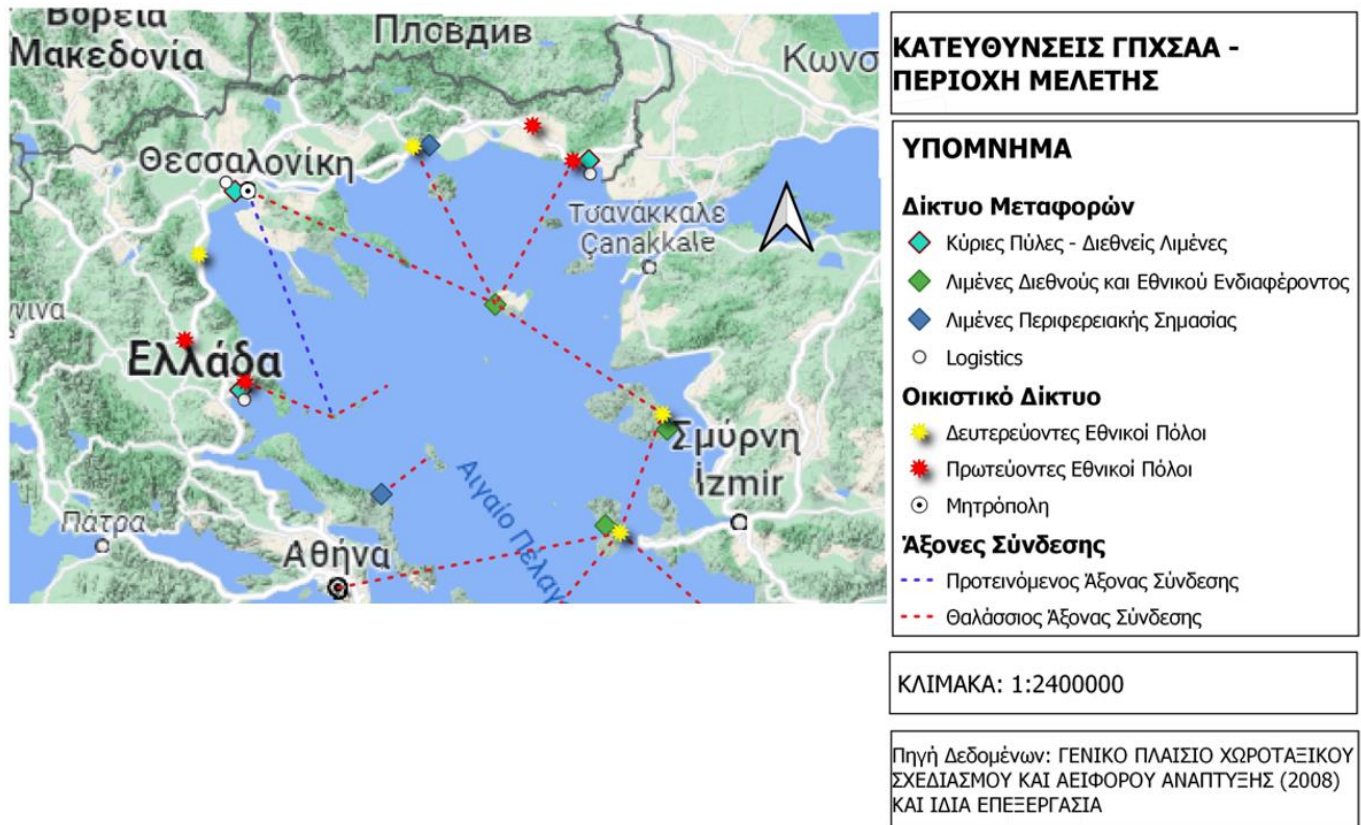 Βορεια
Μακεδονία
Пловдив
Κωνσ
Θεσσαλονίκη
Τσανάκκαλε
Çanakkale
νινα
Ελλάδα
Σμύρνη
İzmir
Αιγαίο Πέλαγ
Πάτρα
Αθήνα
ΚΑΤΕΥΘΥΝΣΕΙΣ ΓΠΧΣΑΑ -
ΠΕΡΙΟΧΗ ΜΕΛΕΤΗΣ
ΥΠΟΜΝΗΜΑ
Δίκτυο Μεταφορών
Κύριες Πύλες - Διεθνείς Λιμένες
Λιμένες Διεθνούς και Εθνικού Ενδιαφέροντος
Λιμένες Περιφερειακής Σημασίας
Logistics
Οικιστικό Δίκτυο
Δευτερεύοντες Εθνικοί Πόλοι
Πρωτεύοντες Εθνικοί Πόλοι
Μητρόπολη
Άξονες Σύνδεσης
Προτεινόμενος Άξονας Σύνδεσης
Θαλάσσιος Άξονας Σύνδεσης
ΚΛΙΜΑΚΑ: 1:2400000
Πηγή Δεδομένων: ΓΕΝΙΚΟ ΠΛΑΙΣΙΟ ΧΩΡΟΤΑΞΙΚΟΥ
ΣΧΕΔΙΑΣΜΟΥ ΚΑΙ ΑΕΙΦΟΡΟΥ ΑΝΑΠΤΥΞΗΣ (2008)
ΚΑΙ ΙΔΙΑ ΕΠΕΞΕΡΓΑΣΙΑ